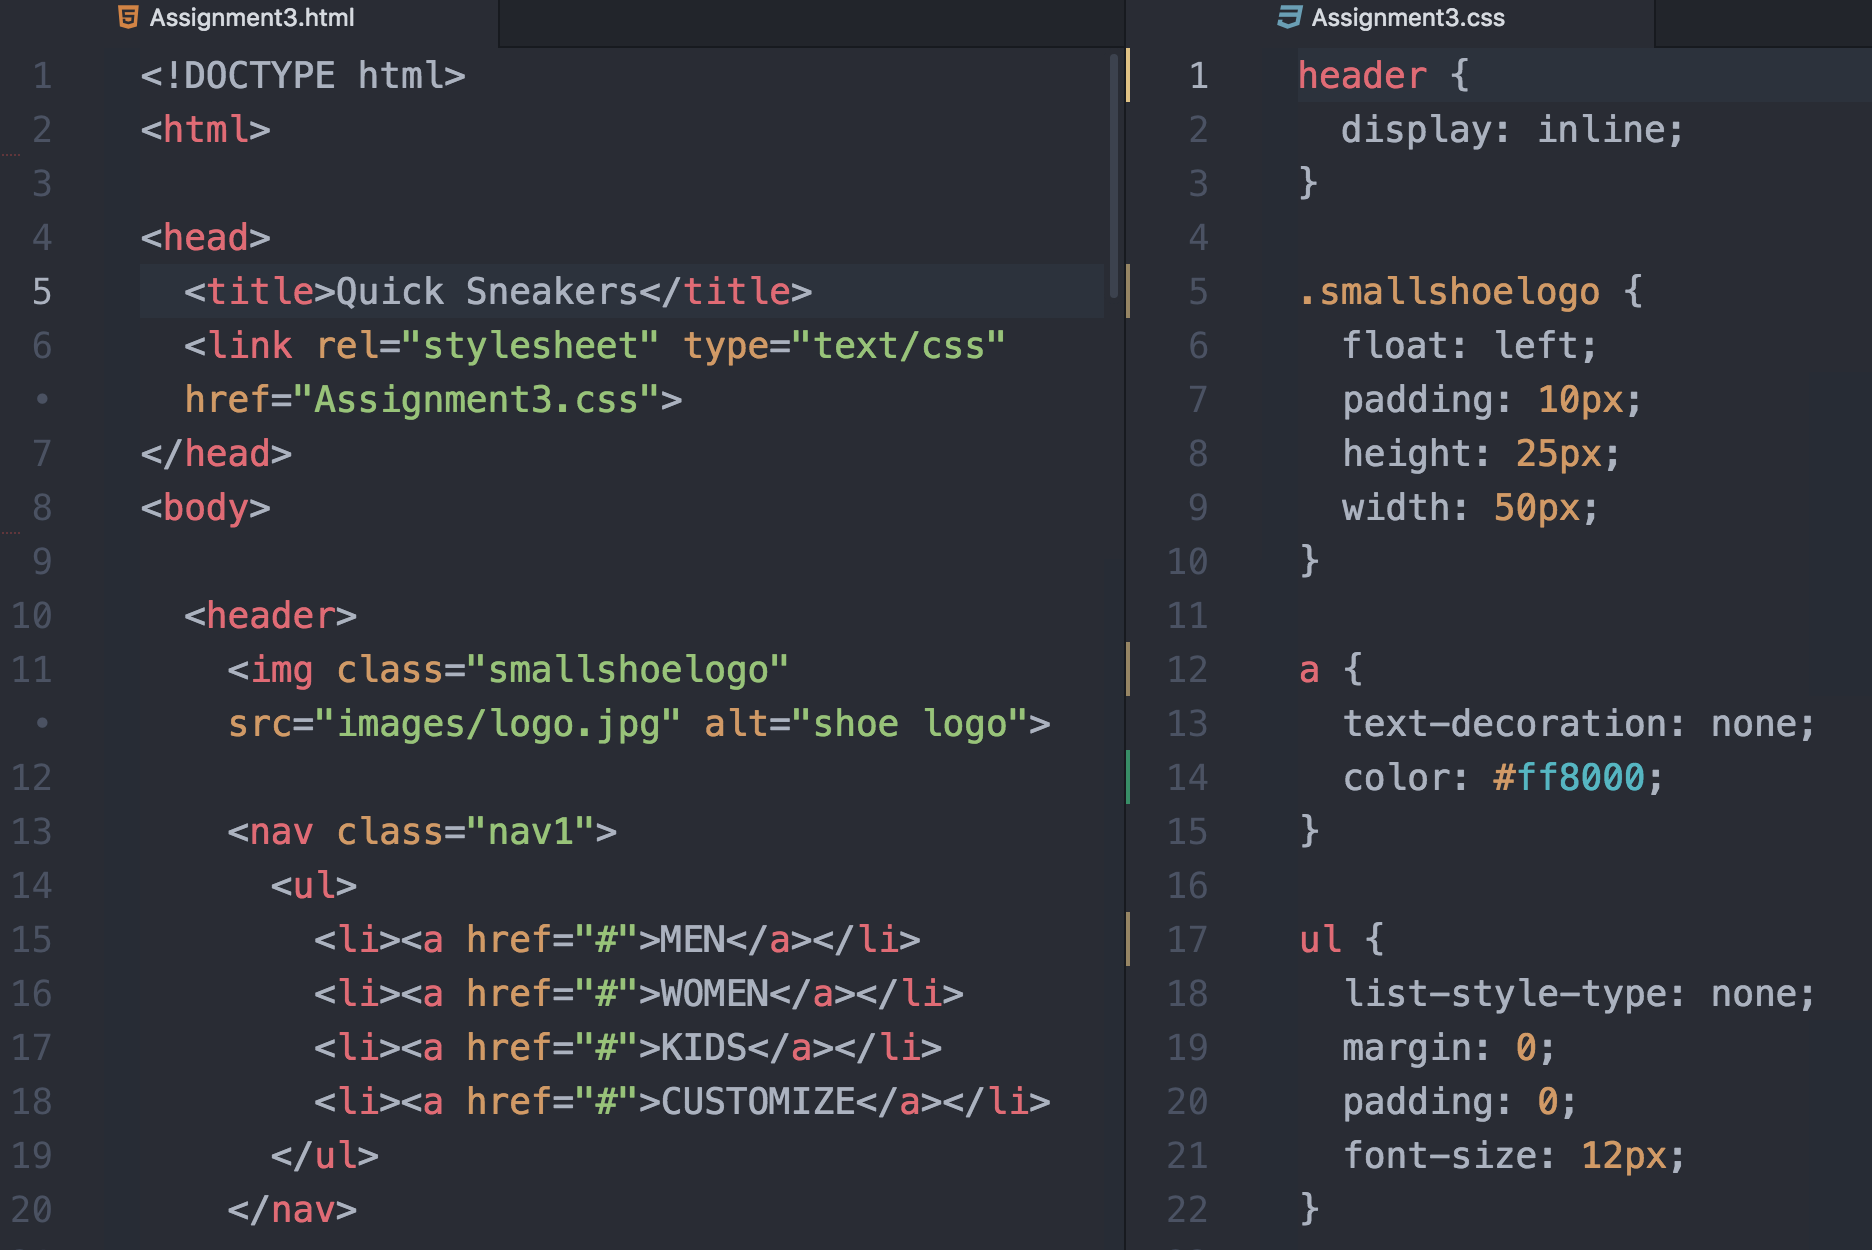 Assignment3.html
1 <!DOCTYPE html>
2 <html>
3
4 <head>
5   <title>Quick Sneakers</title>
6   <link rel="stylesheet" type="text/css"
•   href="Assignment3.css">
7 </head>
8 <body>
9
10   <header>
11     <img class="smallshoelogo"
•     src="images/logo.jpg" alt="shoe logo">
12
13     <nav class="nav1">
14       <ul>
15         <li><a href="#">MEN</a></li>
16         <li><a href="#">WOMEN</a></li>
17         <li><a href="#">KIDS</a></li>
18         <li><a href="#">CUSTOMIZE</a></li>
19       </ul>
20     </nav>
Assignment3.css
1 header {
2   display: inline;
3 }
4
5 .smallshoelogo {
6   float: left;
7   padding: 10px;
8   height: 25px;
9   width: 50px;
10 }
11
12 a {
13   text-decoration: none;
14   color: #ff8000;
15 }
16
17 ul {
18   list-style-type: none;
19   margin: 0;
20   padding: 0;
21   font-size: 12px;
22 }